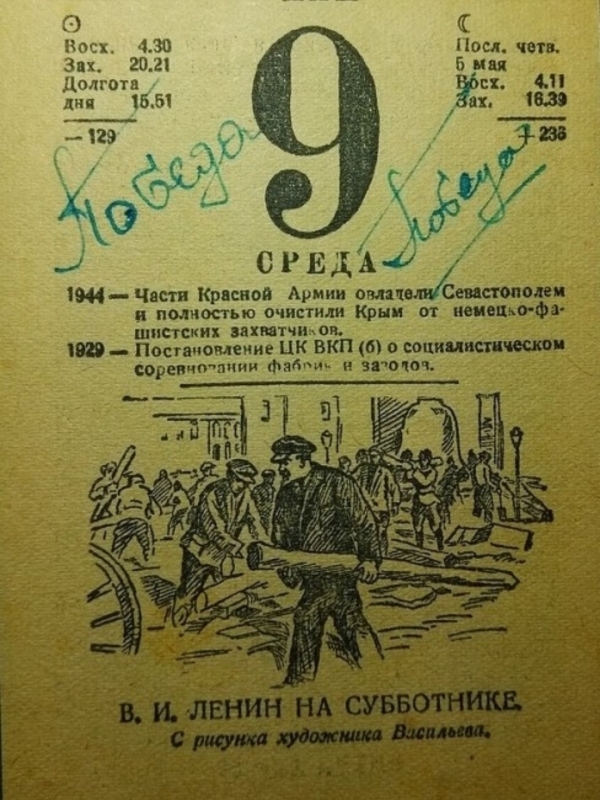 Восх. 4.30
Зах. 20.21
Долгота
дня 15.51
— 129
9
Посл. четв.
5 мая
Восх. 4.11
Зах. 16.39
+ 236
Победа
Победа
СРЕДА
1944 — Части Красной Армии овладели Севастополем
и полностью очистили Крым от немецко-фа-
шистских захватчиков.
1929 — Постановление ЦК ВКП (б) о социалистическом
соревновании фабрик и заводов.
В. И. ЛЕНИН НА СУББОТНИКЕ.
С рисунка художника Васильева.